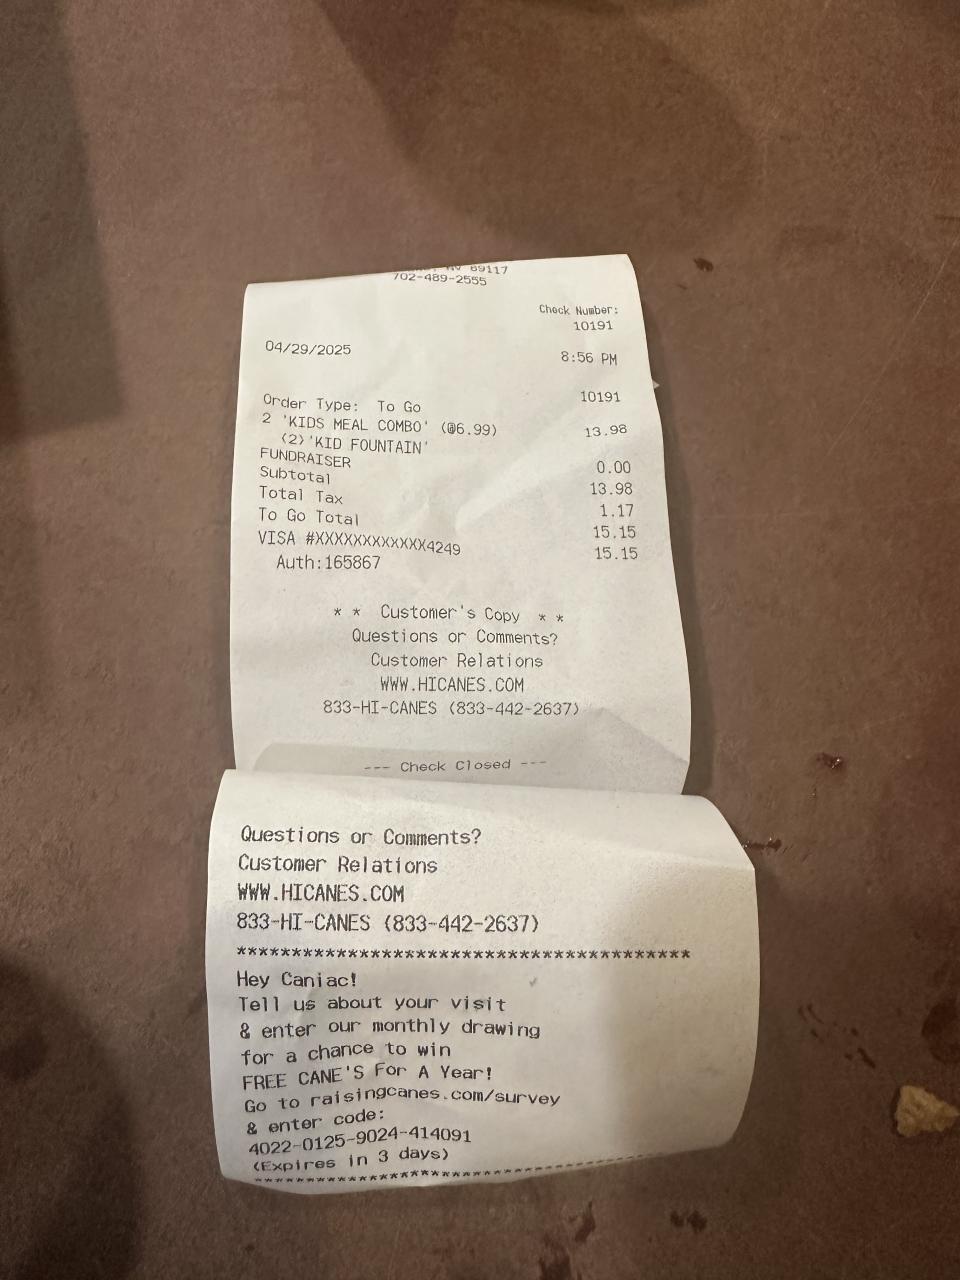 NV 89117
702-489-2555
Check Number:
10191
04/29/2025 8:56 PM
Order Type: To Go 10191
2 'KIDS MEAL COMBO' (@6.99) 13.98
(2)'KID FOUNTAIN'
FUNDRAISER 0.00
Subtotal 13.98
Total Tax 1.17
To Go Total 15.15
VISA #XXXXXXXXXXXX4249 15.15
Auth:165867
* * Customer's Copy * *
Questions or Comments?
Customer Relations
WWW.HICANES.COM
833-HI-CANES (833-442-2637)
--- Check Closed ---
Questions or Comments?
Customer Relations
WWW.HICANES.COM
833-HI-CANES (833-442-2637)
*****************************************
Hey Caniac!
Tell us about your visit
& enter our monthly drawing
for a chance to win
FREE CANE'S For A Year!
Go to raisingcanes.com/survey
& enter code:
4022-0125-9024-414091
(Expires in 3 days)
*****************************************